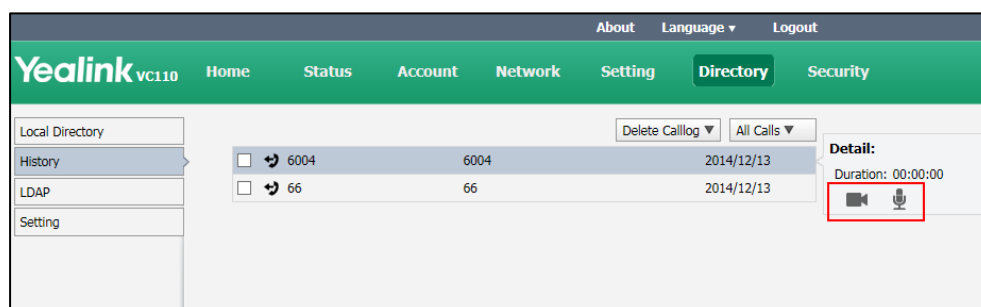 About Language ▾ Logout
Yealink VC110 Home Status Account Network Setting Directory Security
Local Directory
History
LDAP
Setting
Delete Calllog ▼ All Calls ▼
6004 6004 2014/12/13
66 66 2014/12/13
Detail:
Duration: 00:00:00